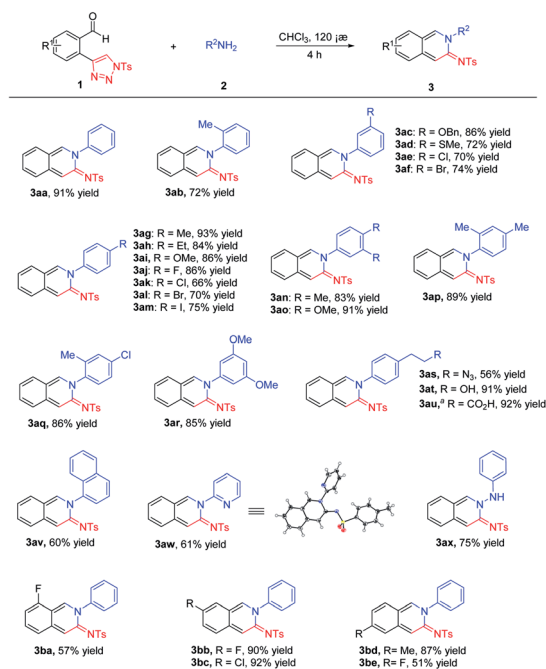 O
R¹
N–Ts
N=N
1
+
R²NH₂
2
CHCl₃, 120 ¡æ
4 h
R¹
N
R²
NTs
3
N
NTs
3aa, 91% yield
Me
N
NTs
3ab, 72% yield
R
N
NTs
3ac: R = OBn, 86% yield
3ad: R = SMe, 72% yield
3ae: R = Cl, 70% yield
3af: R = Br, 74% yield
R
N
NTs
3ag: R = Me, 93% yield
3ah: R = Et, 84% yield
3ai, R = OMe, 86% yield
3aj: R = F, 86% yield
3ak: R = Cl, 66% yield
3al: R = Br, 70% yield
3am: R = I, 75% yield
R
R
N
NTs
3an: R = Me, 83% yield
3ao: R = OMe, 91% yield
Me
Me
N
NTs
3ap, 89% yield
Me
Cl
N
NTs
3aq, 86% yield
OMe
N
OMe
NTs
3ar, 85% yield
R
N
NTs
3as, R = N₃, 56% yield
3at, R = OH, 91% yield
3au,ᵃ R = CO₂H, 92% yield
N
NTs
3av, 60% yield
N
N
NTs
3aw, 61% yield
NH
N
NTs
3ax, 75% yield
F
N
NTs
3ba, 57% yield
R
N
NTs
3bb, R = F, 90% yield
3bc, R = Cl, 92% yield
R
N
NTs
3bd, R= Me, 87% yield
3be, R = F, 51% yield